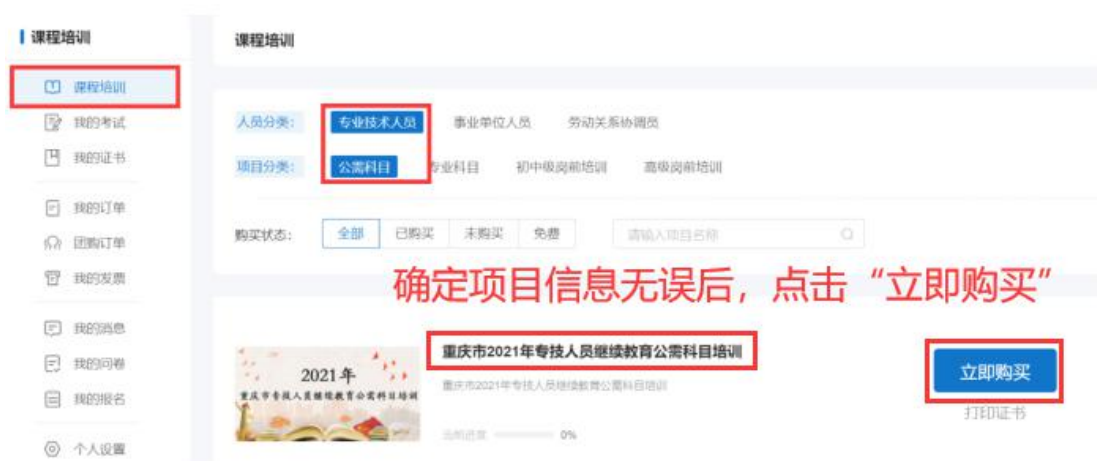 课程培训
课程培训
我的考试
我的证书
我的订单
团购订单
我的发票
我的消息
我的问卷
我的报名
个人设置
课程培训
人员分类： 专业技术人员 事业单位人员 劳动关系协调员
项目分类： 公需科目 专业科目 初中级岗前培训 高级岗前培训
购买状态： 全部 已购买 未购买 免费 请输入项目名称
确定项目信息无误后，点击“立即购买”
2021年
重庆市专技人员继续教育公需科目培训
重庆市2021年专技人员继续教育公需科目培训
重庆市2021年专技人员继续教育公需科目培训
当前进度 0%
立即购买
打印证书